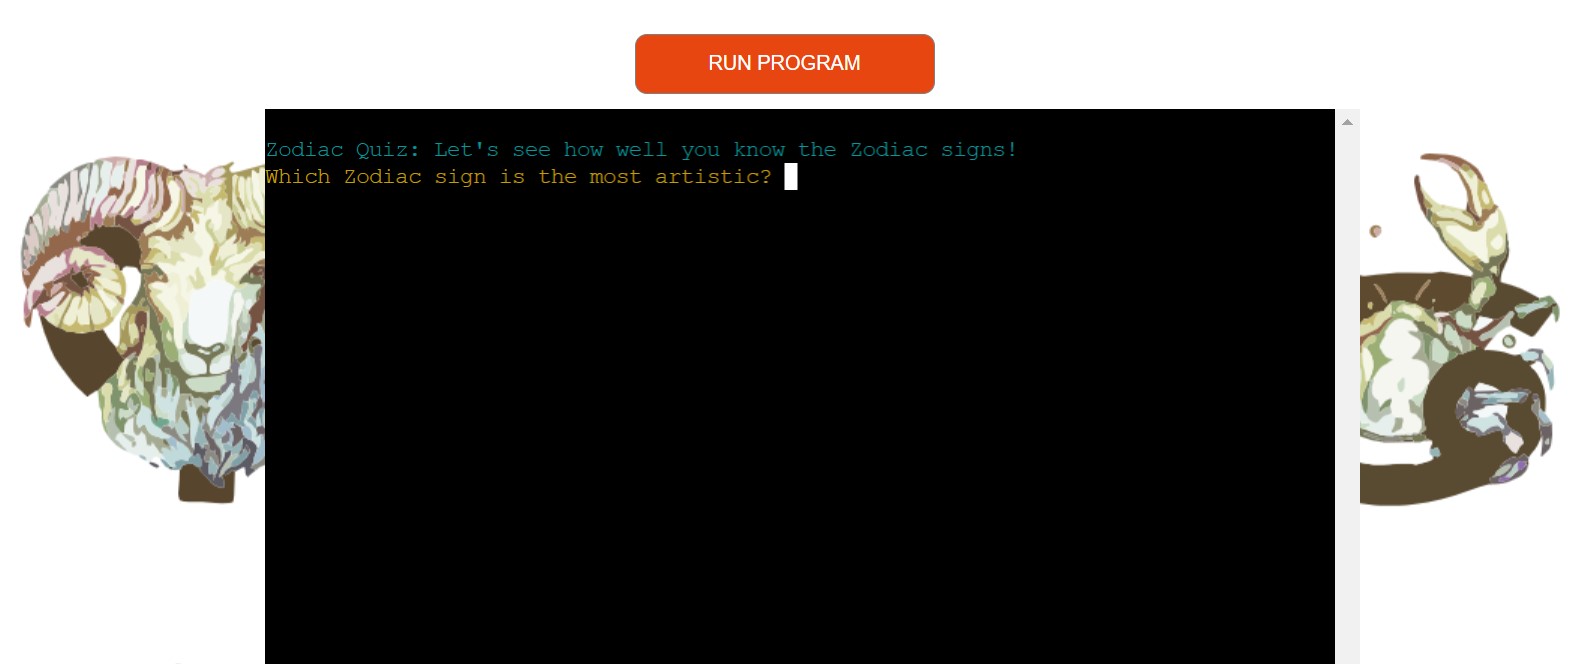 RUN PROGRAM
Zodiac Quiz: Let's see how well you know the Zodiac signs!
Which Zodiac sign is the most artistic?